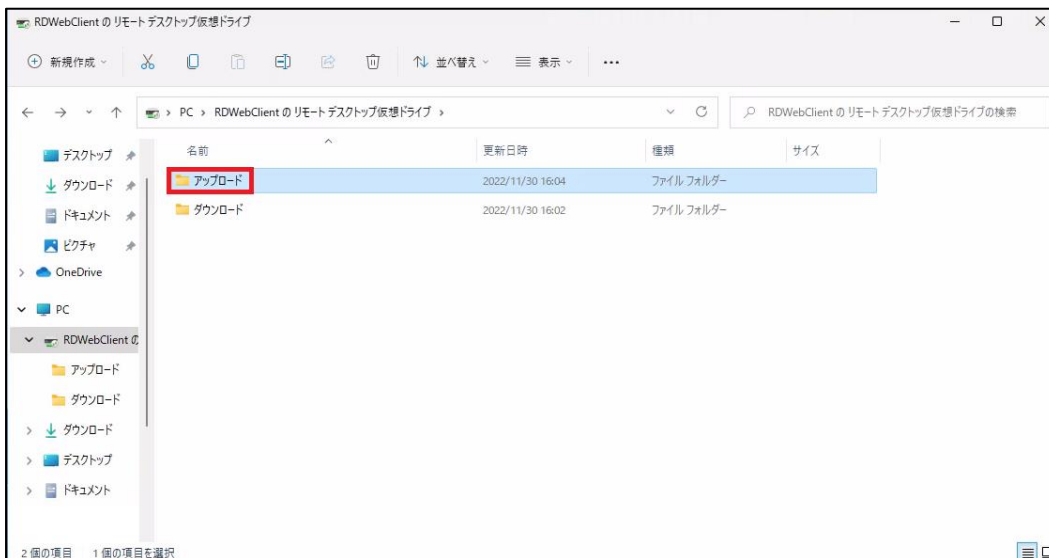 RDWebClient の リモート デスクトップ仮想ドライブ
新規作成 並べ替え 表示 ...
PC › RDWebClient の リモート デスクトップ仮想ドライブ › RDWebClient の リモート デスクトップ仮想ドライブの検索
名前 更新日時 種類 サイズ
デスクトップ
ダウンロード
ドキュメント
ピクチャ
OneDrive
PC
RDWebClient の
アップロード
ダウンロード
ダウンロード
デスクトップ
ドキュメント
アップロード 2022/11/30 16:04 ファイル フォルダー
ダウンロード 2022/11/30 16:02 ファイル フォルダー
2 個の項目 1 個の項目を選択